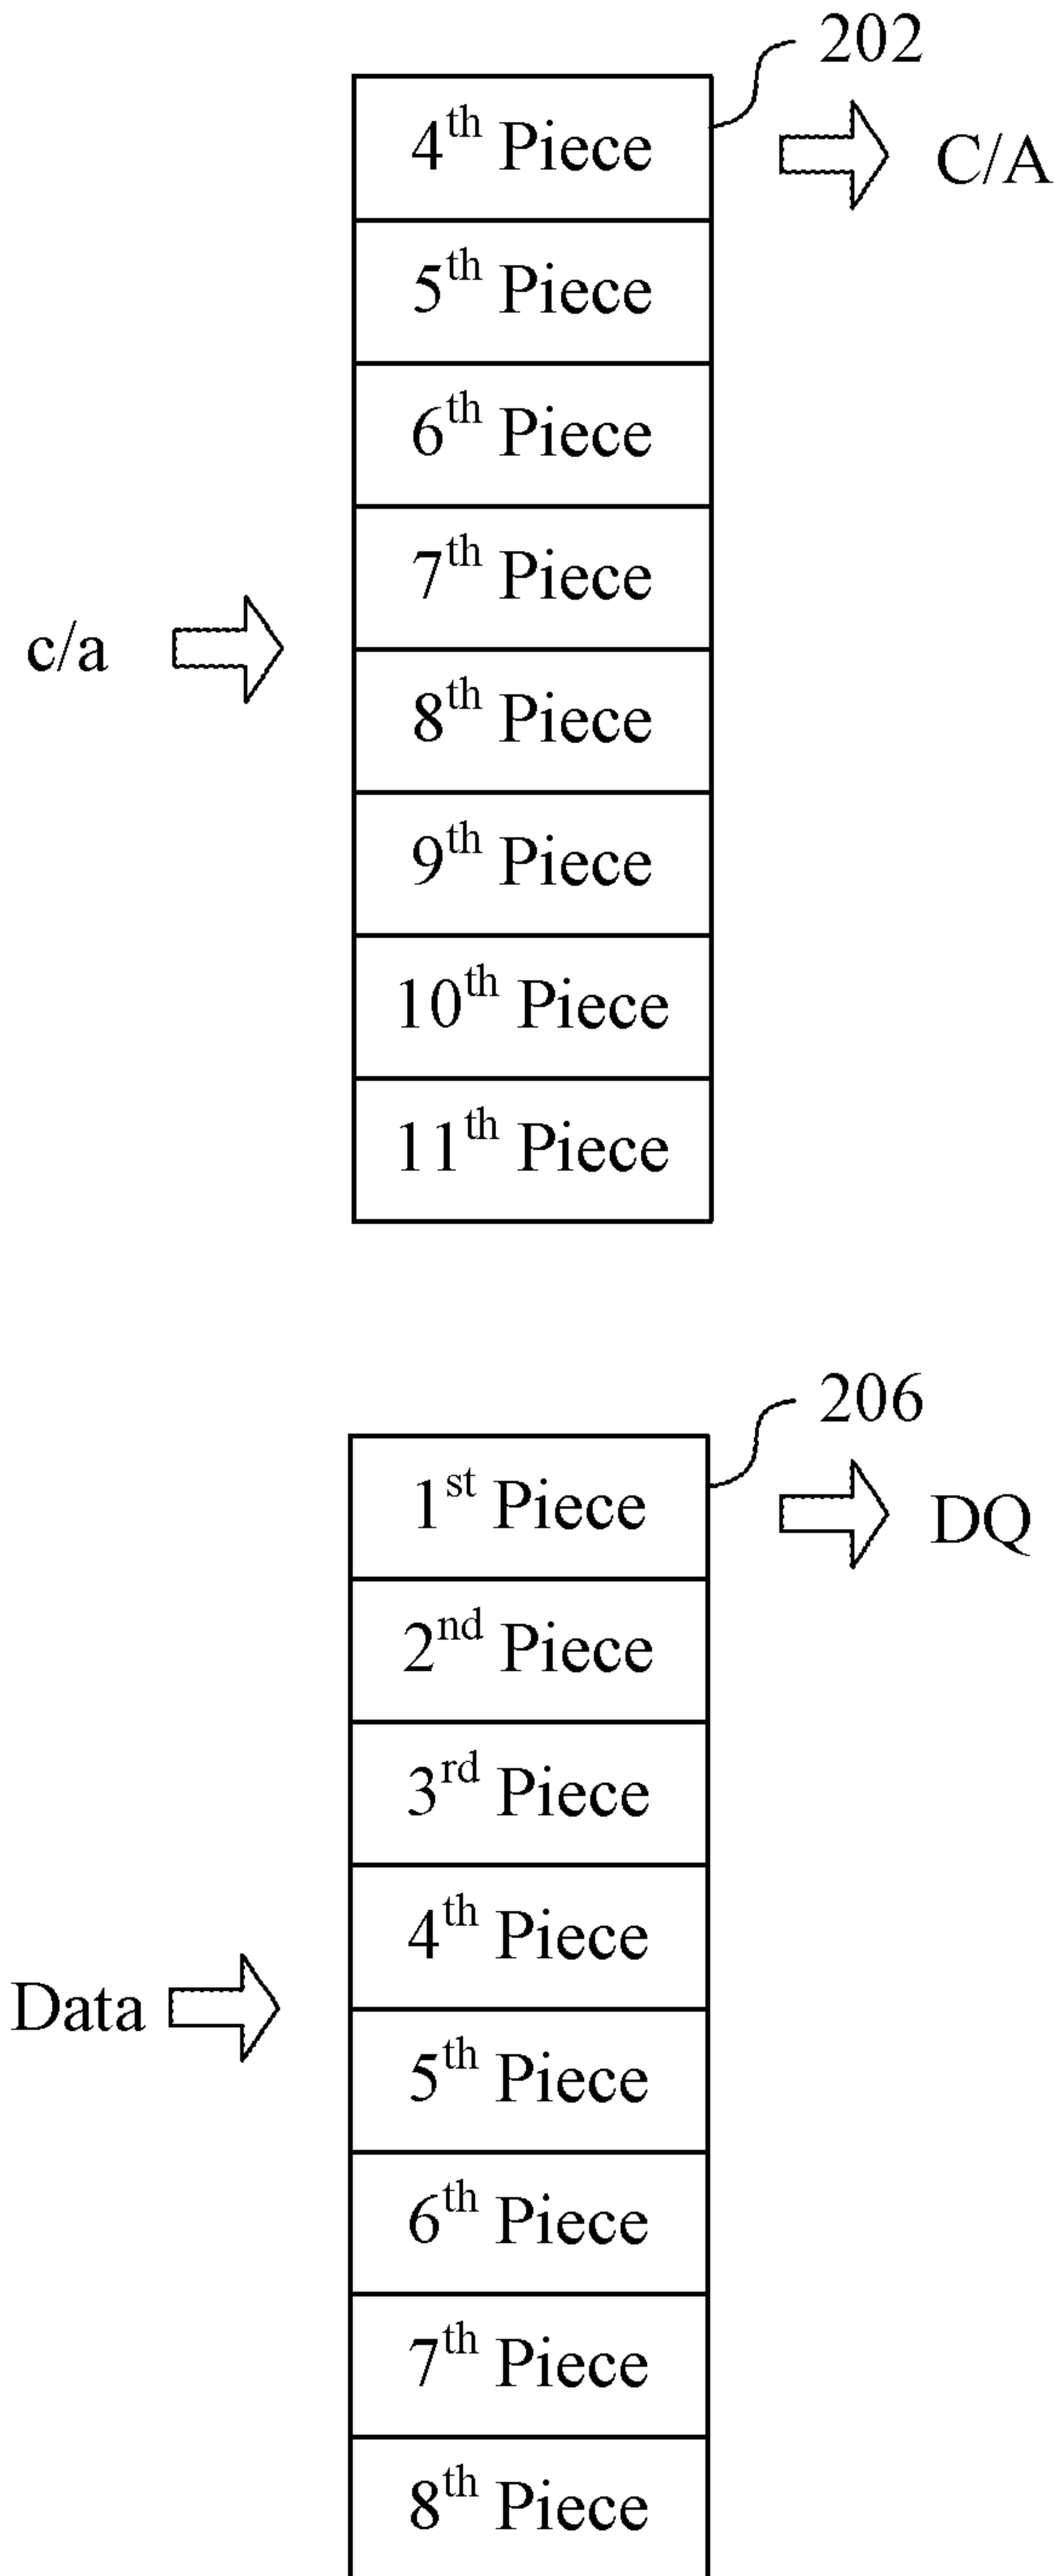 202
4th Piece
C/A
5th Piece
6th Piece
7th Piece
c/a
8th Piece
9th Piece
10th Piece
11th Piece
206
1st Piece
DQ
2nd Piece
3rd Piece
4th Piece
Data
5th Piece
6th Piece
7th Piece
8th Piece